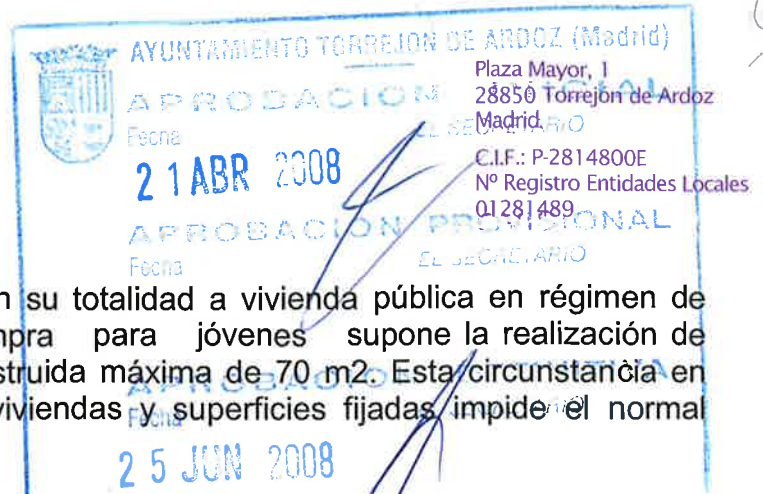 AYUNTAMIENTO TORREJON DE ARDOZ (Madrid)
Plaza Mayor, 1
28850 Torrejón de Ardoz
Madrid.
APROBACION
Fecha
EL SECRETARIO
21 ABR 2008
C.I.F.: P-2814800E
Nº Registro Entidades Locales
01281489
APROBACION PROVISIONAL
Fecha
EL SECRETARIO
n su totalidad a vivienda pública en régimen de
npra para jóvenes supone la realización de
struida máxima de 70 m2. Esta circunstancia en
viviendas y superficies fijadas impide el normal
Fecha
25 JUN 2008